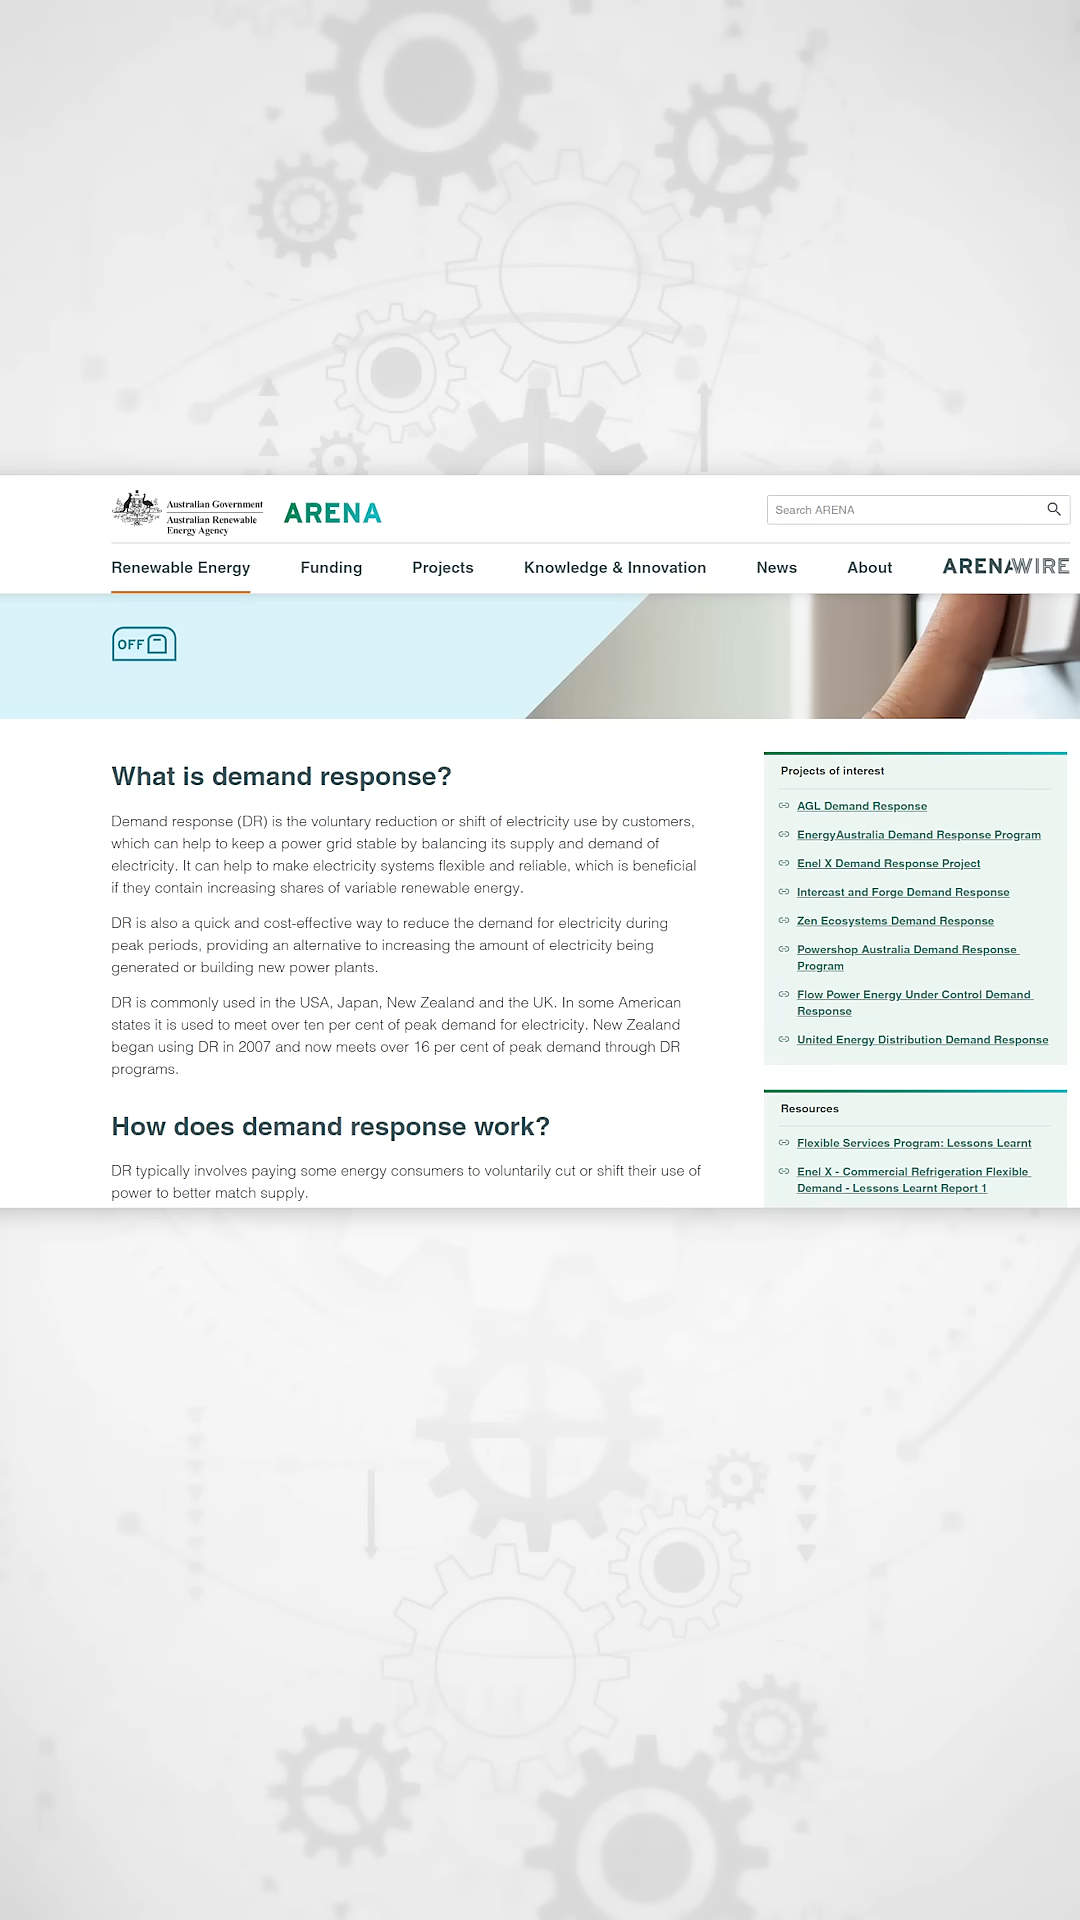 Australian Government
Australian Renewable
Energy Agency
ARENA
Search ARENA
Renewable Energy
Funding
Projects
Knowledge & Innovation
News
About
ARENAWIRE
OFF
What is demand response?
Demand response (DR) is the voluntary reduction or shift of electricity use by customers,
which can help to keep a power grid stable by balancing its supply and demand of
electricity. It can help to make electricity systems flexible and reliable, which is beneficial
if they contain increasing shares of variable renewable energy.
DR is also a quick and cost-effective way to reduce the demand for electricity during
peak periods, providing an alternative to increasing the amount of electricity being
generated or building new power plants.
DR is commonly used in the USA, Japan, New Zealand and the UK. In some American
states it is used to meet over ten per cent of peak demand for electricity. New Zealand
began using DR in 2007 and now meets over 16 per cent of peak demand through DR
programs.
How does demand response work?
DR typically involves paying some energy consumers to voluntarily cut or shift their use of
power to better match supply.
Projects of interest
AGL Demand Response
EnergyAustralia Demand Response Program
Enel X Demand Response Project
Intercast and Forge Demand Response
Zen Ecosystems Demand Response
Powershop Australia Demand Response
Program
Flow Power Energy Under Control Demand
Response
United Energy Distribution Demand Response
Resources
Flexible Services Program: Lessons Learnt
Enel X - Commercial Refrigeration Flexible
Demand - Lessons Learnt Report 1